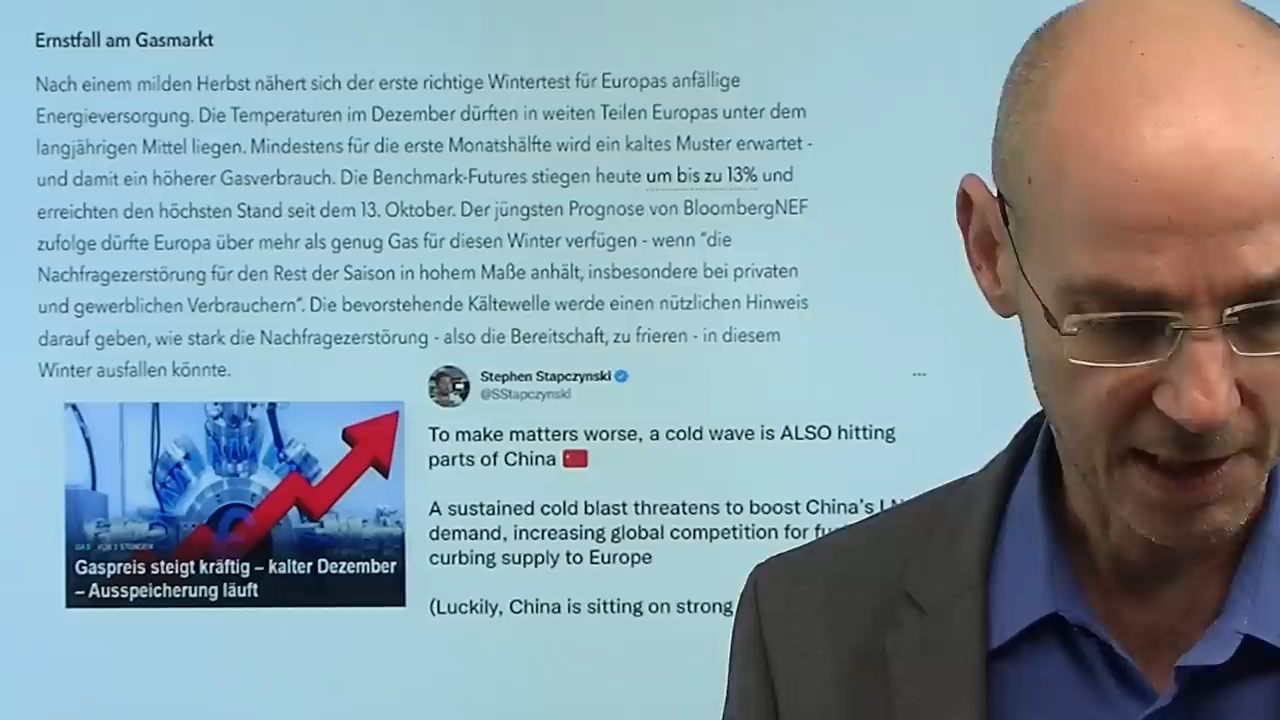 Ernstfall am Gasmarkt
Nach einem milden Herbst nähert sich der erste richtige Wintertest für Europas anfällige
Energieversorgung. Die Temperaturen im Dezember dürften in weiten Teilen Europas unter dem
langjährigen Mittel liegen. Mindestens für die erste Monatshälfte wird ein kaltes Muster erwartet -
und damit ein höherer Gasverbrauch. Die Benchmark-Futures stiegen heute um bis zu 13% und
erreichten den höchsten Stand seit dem 13. Oktober. Der jüngsten Prognose von BloombergNEF
zufolge dürfte Europa über mehr als genug Gas für diesen Winter verfügen - wenn "die
Nachfragezerstörung für den Rest der Saison in hohem Maße anhält, insbesondere bei privaten
und gewerblichen Verbrauchern". Die bevorstehende Kältewelle werde einen nützlichen Hinweis
darauf geben, wie stark die Nachfragezerstörung - also die Bereitschaft, zu frieren - in diesem
Winter ausfallen könnte.
GAS VOR 2 STUNDEN
Gaspreis steigt kräftig – kalter Dezember
– Ausspeicherung läuft
Stephen Stapczynski
@SStapczynski
...
To make matters worse, a cold wave is ALSO hitting
parts of China 🇨🇳
A sustained cold blast threatens to boost China's
demand, increasing global competition for
curbing supply to Europe
(Luckily, China is sitting on strong